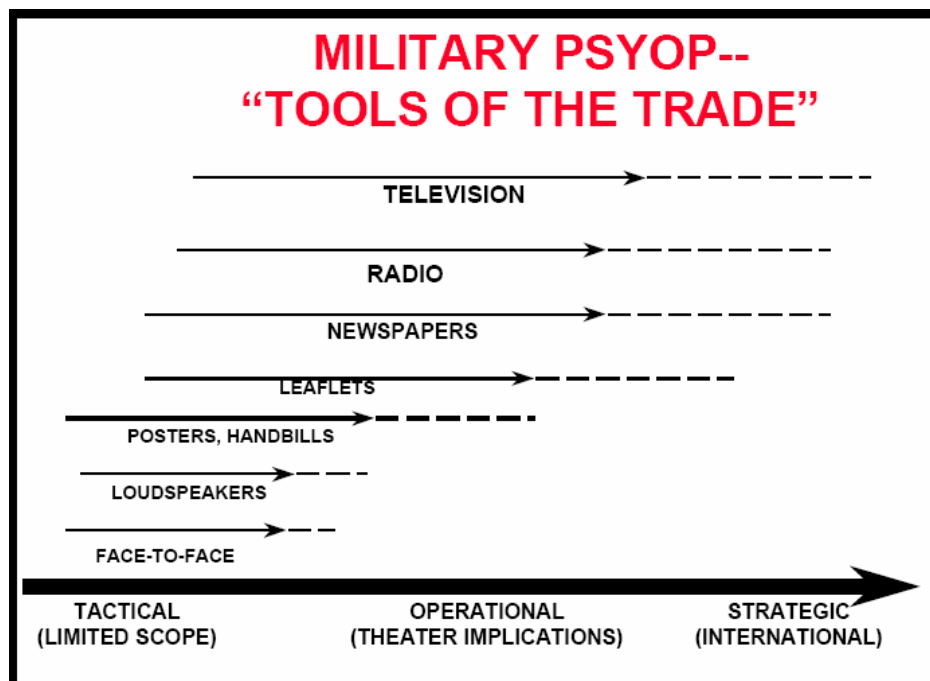 MILITARY PSYOP--
“TOOLS OF THE TRADE”
TELEVISION
RADIO
NEWSPAPERS
LEAFLETS
POSTERS, HANDBILLS
LOUDSPEAKERS
FACE-TO-FACE
TACTICAL
(LIMITED SCOPE)
OPERATIONAL
(THEATER IMPLICATIONS)
STRATEGIC
(INTERNATIONAL)